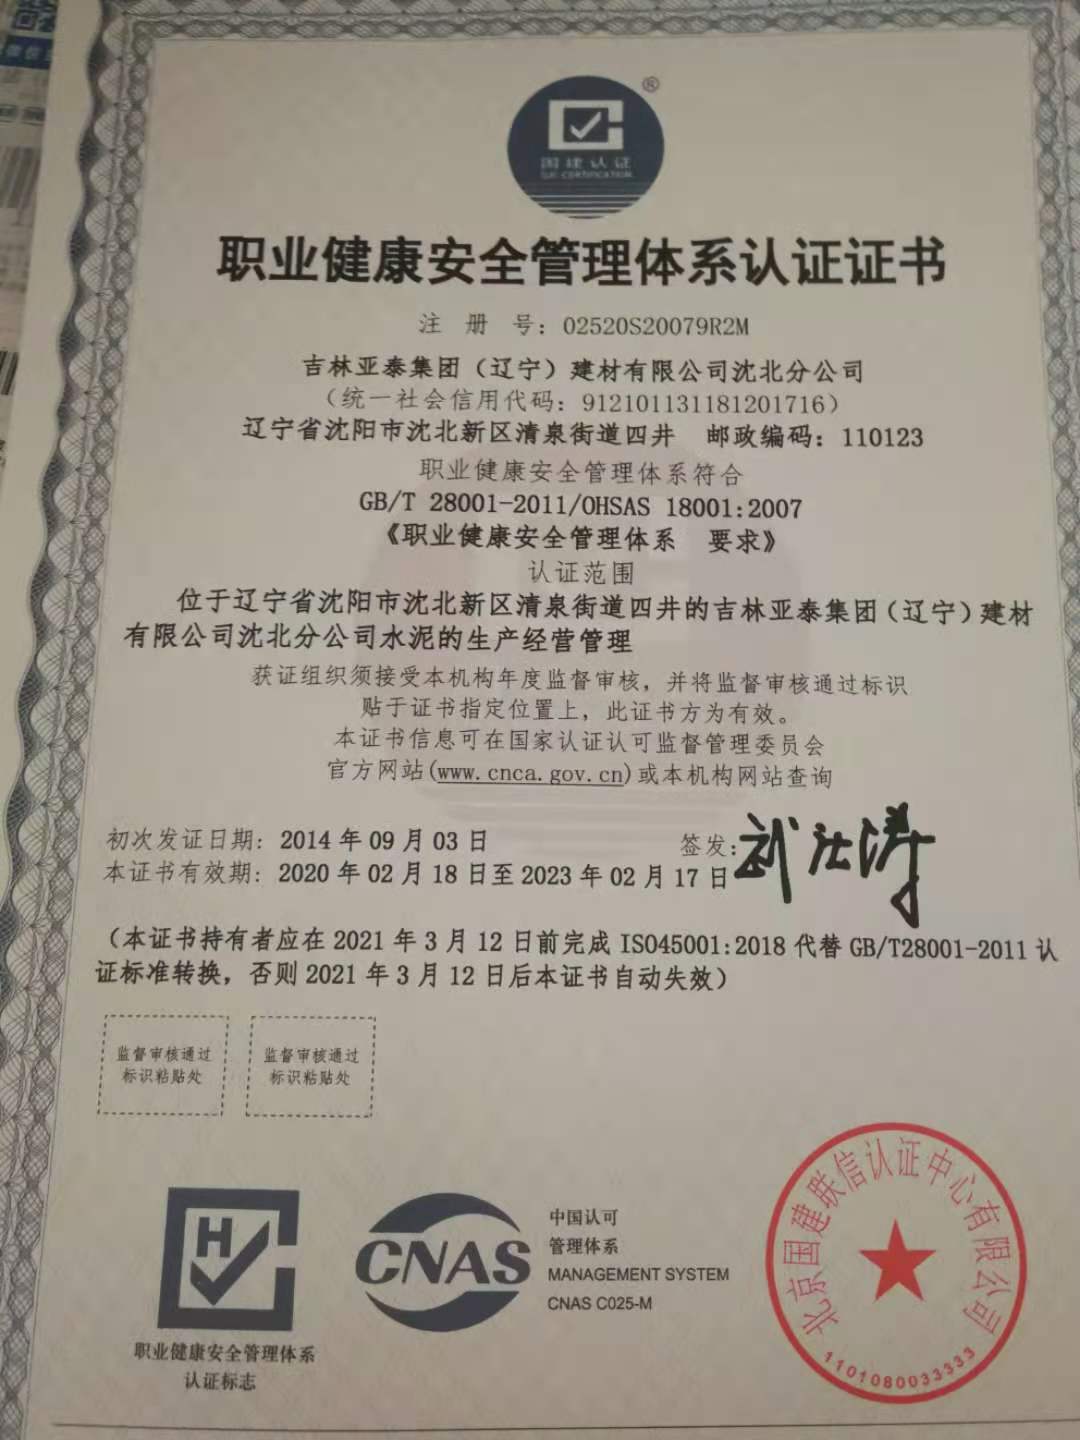 ®
国建认证
GJC CERTIFICATION
职业健康安全管理体系认证证书
注 册 号：02520S20079R2M
吉林亚泰集团（辽宁）建材有限公司沈北分公司
（统一社会信用代码：912101131181201716）
辽宁省沈阳市沈北新区清泉街道四井 邮政编码：110123
职业健康安全管理体系符合
GB/T 28001-2011/OHSAS 18001:2007
《职业健康安全管理体系 要求》
认证范围
位于辽宁省沈阳市沈北新区清泉街道四井的吉林亚泰集团（辽宁）建材
有限公司沈北分公司水泥的生产经营管理
获证组织须接受本机构年度监督审核，并将监督审核通过标识
贴于证书指定位置上，此证书方为有效。
本证书信息可在国家认证认可监督管理委员会
官方网站(www.cnca.gov.cn)或本机构网站查询
初次发证日期：2014 年 09 月 03 日
签发：
本证书有效期：2020 年 02 月 18 日至 2023 年 02 月 17 日
（本证书持有者应在 2021 年 3 月 12 日前完成 ISO45001:2018 代替 GB/T28001-2011 认
证标准转换，否则 2021 年 3 月 12 日后本证书自动失效）
监督审核通过
标识粘贴处
监督审核通过
标识粘贴处
H
职业健康安全管理体系
认证标志
CNAS
中国认可
管理体系
MANAGEMENT SYSTEM
CNAS C025-M
北京国建联信认证中心有限公司
1101080033333